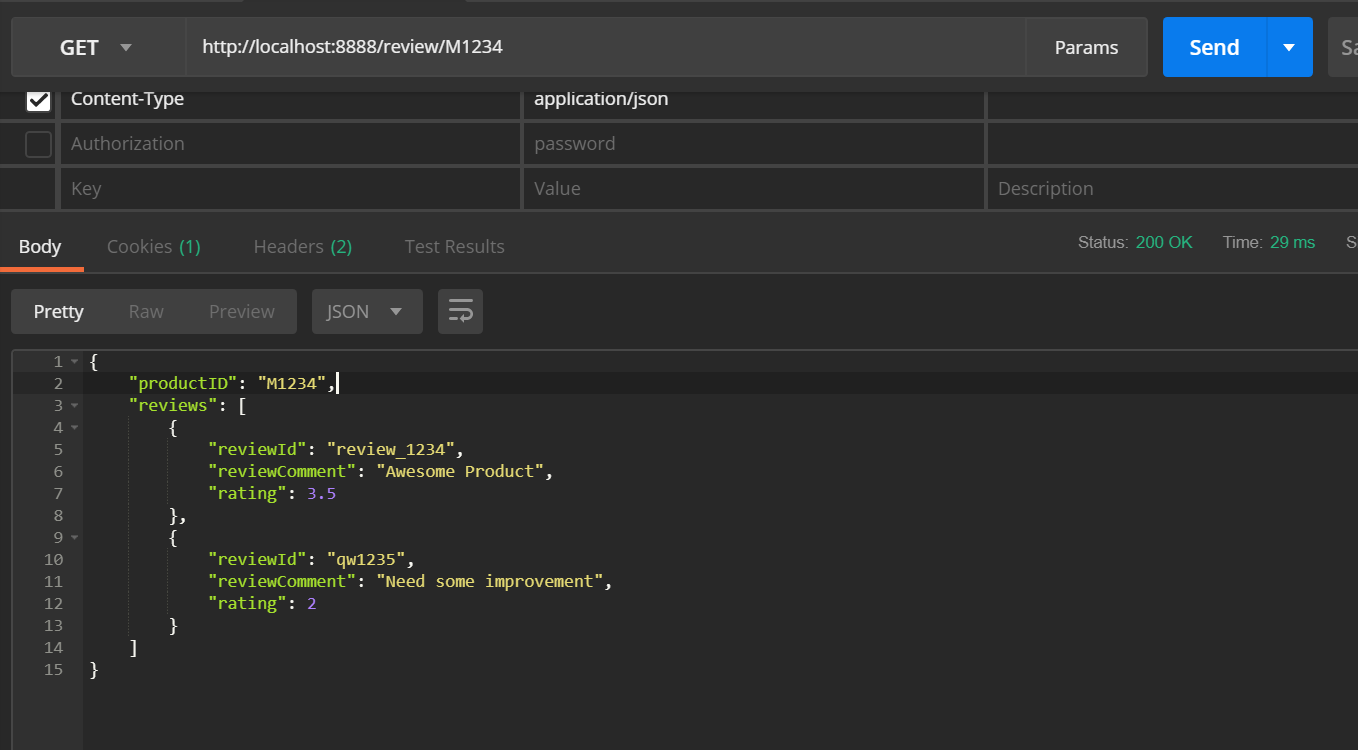 GET http://localhost:8888/review/M1234 Params Send Sa
Content-Type application/json
Authorization password
Key Value Description
Body Cookies (1) Headers (2) Test Results Status: 200 OK Time: 29 ms S
Pretty Raw Preview JSON
1 {
2 "productID": "M1234",
3 "reviews": [
4 {
5 "reviewId": "review_1234",
6 "reviewComment": "Awesome Product",
7 "rating": 3.5
8 },
9 {
10 "reviewId": "qw1235",
11 "reviewComment": "Need some improvement",
12 "rating": 2
13 }
14 ]
15 }